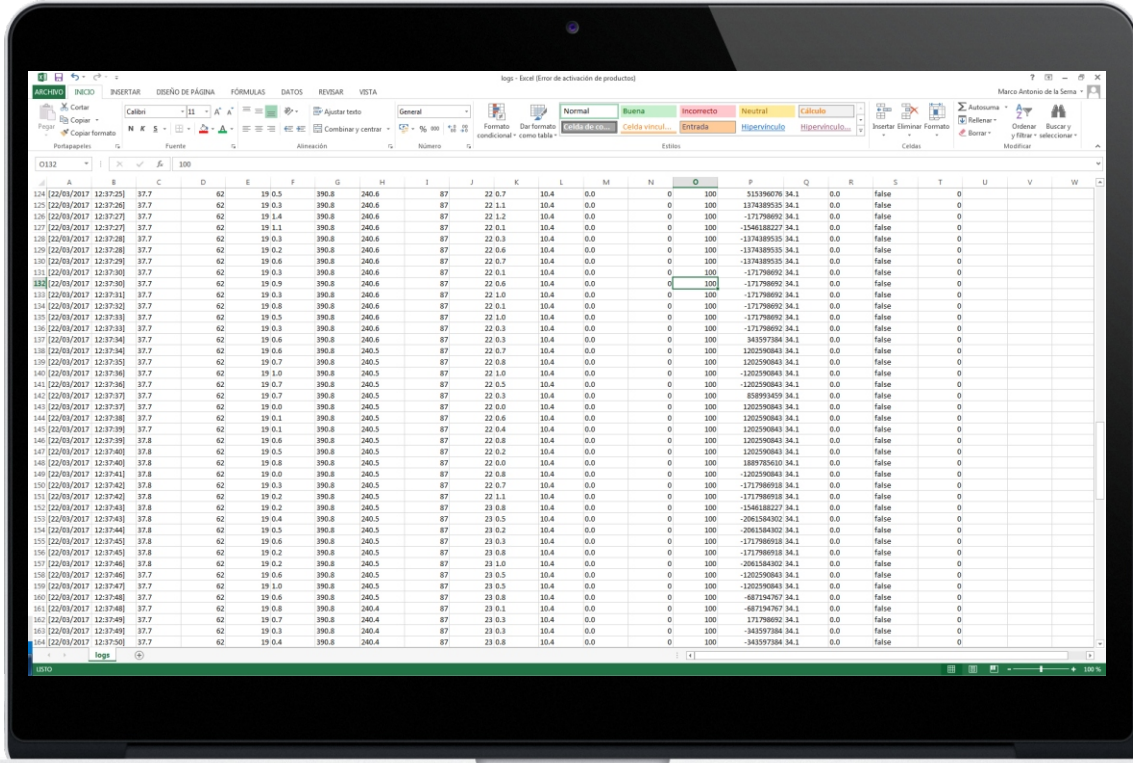 logs - Excel (Error de activación de productos)
ARCHIVO INICIO INSERTAR DISEÑO DE PÁGINA FÓRMULAS DATOS REVISAR VISTA Marco Antonio de la Serna
Pegar Cortar Copiar Copiar formato Calibri 11 N K S Ajustar texto Combinar y centrar General % 000 Formato condicional Dar formato como tabla Normal Buena Incorrecto Neutral Cálculo
Celda de co... Celda vincul... Entrada Hipervínculo Hipervínculo... Insertar Eliminar Formato Autosuma Rellenar Borrar Ordenar y filtrar Buscar y seleccionar
Portapapeles Fuente Alineación Número Estilos Celdas Modificar
O132 fx 100
A B C D E F G H I J K L M N O P Q R S T U V W
124 [22/03/2017 12:37:25] 37.7 62 19 0.5 390.8 240.6 87 22 0.7 10.4 0.0 0 100 515396076 34.1 0.0 false 0
125 [22/03/2017 12:37:26] 37.7 62 19 0.3 390.8 240.6 87 22 1.1 10.4 0.0 0 100 1374389535 34.1 0.0 false 0
126 [22/03/2017 12:37:27] 37.7 62 19 1.4 390.8 240.6 87 22 1.2 10.4 0.0 0 100 -171798692 34.1 0.0 false 0
127 [22/03/2017 12:37:27] 37.7 62 19 1.1 390.8 240.6 87 22 0.1 10.4 0.0 0 100 -1546188227 34.1 0.0 false 0
128 [22/03/2017 12:37:28] 37.7 62 19 0.3 390.8 240.6 87 22 0.3 10.4 0.0 0 100 -1374389535 34.1 0.0 false 0
129 [22/03/2017 12:37:28] 37.7 62 19 0.2 390.8 240.6 87 22 0.6 10.4 0.0 0 100 -1374389535 34.1 0.0 false 0
130 [22/03/2017 12:37:29] 37.7 62 19 0.6 390.8 240.6 87 22 0.7 10.4 0.0 0 100 -1374389535 34.1 0.0 false 0
131 [22/03/2017 12:37:30] 37.7 62 19 0.3 390.8 240.6 87 22 0.1 10.4 0.0 0 100 -171798692 34.1 0.0 false 0
132 [22/03/2017 12:37:30] 37.7 62 19 0.9 390.8 240.6 87 22 0.6 10.4 0.0 0 100 -171798692 34.1 0.0 false 0
133 [22/03/2017 12:37:31] 37.7 62 19 0.3 390.8 240.6 87 22 1.0 10.4 0.0 0 100 -171798692 34.1 0.0 false 0
134 [22/03/2017 12:37:32] 37.7 62 19 0.8 390.8 240.6 87 22 0.1 10.4 0.0 0 100 -171798692 34.1 0.0 false 0
135 [22/03/2017 12:37:33] 37.7 62 19 0.5 390.8 240.6 87 22 1.0 10.4 0.0 0 100 -171798692 34.1 0.0 false 0
136 [22/03/2017 12:37:33] 37.7 62 19 0.3 390.8 240.6 87 22 0.3 10.4 0.0 0 100 -171798692 34.1 0.0 false 0
137 [22/03/2017 12:37:34] 37.7 62 19 0.6 390.8 240.6 87 22 0.3 10.4 0.0 0 100 343597384 34.1 0.0 false 0
138 [22/03/2017 12:37:34] 37.7 62 19 0.6 390.8 240.5 87 22 0.7 10.4 0.0 0 100 1202590843 34.1 0.0 false 0
139 [22/03/2017 12:37:35] 37.7 62 19 0.7 390.8 240.5 87 22 0.8 10.4 0.0 0 100 1202590843 34.1 0.0 false 0
140 [22/03/2017 12:37:36] 37.7 62 19 1.0 390.8 240.5 87 22 1.0 10.4 0.0 0 100 -1202590843 34.1 0.0 false 0
141 [22/03/2017 12:37:36] 37.7 62 19 0.7 390.8 240.5 87 22 0.5 10.4 0.0 0 100 -1202590843 34.1 0.0 false 0
142 [22/03/2017 12:37:37] 37.7 62 19 0.7 390.8 240.5 87 22 0.3 10.4 0.0 0 100 858993459 34.1 0.0 false 0
143 [22/03/2017 12:37:37] 37.7 62 19 0.0 390.8 240.5 87 22 0.0 10.4 0.0 0 100 1202590843 34.1 0.0 false 0
144 [22/03/2017 12:37:38] 37.7 62 19 0.1 390.8 240.5 87 22 0.6 10.4 0.0 0 100 1202590843 34.1 0.0 false 0
145 [22/03/2017 12:37:39] 37.7 62 19 0.1 390.8 240.5 87 22 0.4 10.4 0.0 0 100 1202590843 34.1 0.0 false 0
146 [22/03/2017 12:37:39] 37.8 62 19 0.6 390.8 240.5 87 22 0.8 10.4 0.0 0 100 1202590843 34.1 0.0 false 0
147 [22/03/2017 12:37:40] 37.8 62 19 0.5 390.8 240.5 87 22 0.2 10.4 0.0 0 100 1202590843 34.1 0.0 false 0
148 [22/03/2017 12:37:40] 37.8 62 19 0.8 390.8 240.5 87 22 0.0 10.4 0.0 0 100 1889785610 34.1 0.0 false 0
149 [22/03/2017 12:37:41] 37.8 62 19 0.0 390.8 240.5 87 22 0.8 10.4 0.0 0 100 -1202590843 34.1 0.0 false 0
150 [22/03/2017 12:37:42] 37.8 62 19 0.3 390.8 240.5 87 22 0.7 10.4 0.0 0 100 -1717986918 34.1 0.0 false 0
151 [22/03/2017 12:37:42] 37.8 62 19 0.2 390.8 240.5 87 22 1.1 10.4 0.0 0 100 -1546188227 34.1 0.0 false 0
152 [22/03/2017 12:37:43] 37.8 62 19 0.2 390.8 240.5 87 23 0.8 10.4 0.0 0 100 -1546188227 34.1 0.0 false 0
153 [22/03/2017 12:37:43] 37.8 62 19 0.4 390.8 240.5 87 23 0.5 10.4 0.0 0 100 -2061584302 34.1 0.0 false 0
154 [22/03/2017 12:37:44] 37.8 62 19 0.5 390.8 240.5 87 23 0.2 10.4 0.0 0 100 -2061584302 34.1 0.0 false 0
155 [22/03/2017 12:37:45] 37.8 62 19 0.6 390.8 240.5 87 23 0.3 10.4 0.0 0 100 -1717986918 34.1 0.0 false 0
156 [22/03/2017 12:37:45] 37.8 62 19 0.2 390.8 240.5 87 23 0.8 10.4 0.0 0 100 -1717986918 34.1 0.0 false 0
157 [22/03/2017 12:37:46] 37.8 62 19 0.2 390.8 240.5 87 23 1.0 10.4 0.0 0 100 -2061584302 34.1 0.0 false 0
158 [22/03/2017 12:37:46] 37.7 62 19 0.6 390.8 240.5 87 23 0.5 10.4 0.0 0 100 -1202590843 34.1 0.0 false 0
159 [22/03/2017 12:37:47] 37.7 62 19 1.0 390.8 240.5 87 23 0.5 10.4 0.0 0 100 -1202590843 34.1 0.0 false 0
160 [22/03/2017 12:37:48] 37.7 62 19 0.6 390.8 240.5 87 23 0.8 10.4 0.0 0 100 -687194767 34.1 0.0 false 0
161 [22/03/2017 12:37:48] 37.7 62 19 0.8 390.8 240.4 87 23 0.1 10.4 0.0 0 100 -687194767 34.1 0.0 false 0
162 [22/03/2017 12:37:49] 37.7 62 19 0.7 390.8 240.4 87 23 0.3 10.4 0.0 0 100 171798692 34.1 0.0 false 0
163 [22/03/2017 12:37:49] 37.7 62 19 0.3 390.8 240.4 87 23 0.3 10.4 0.0 0 100 -343597384 34.1 0.0 false 0
164 [22/03/2017 12:37:50] 37.7 62 19 0.4 390.8 240.4 87 23 0.8 10.4 0.0 0 100 -343597384 34.1 0.0 false 0
logs
LISTO 100 %